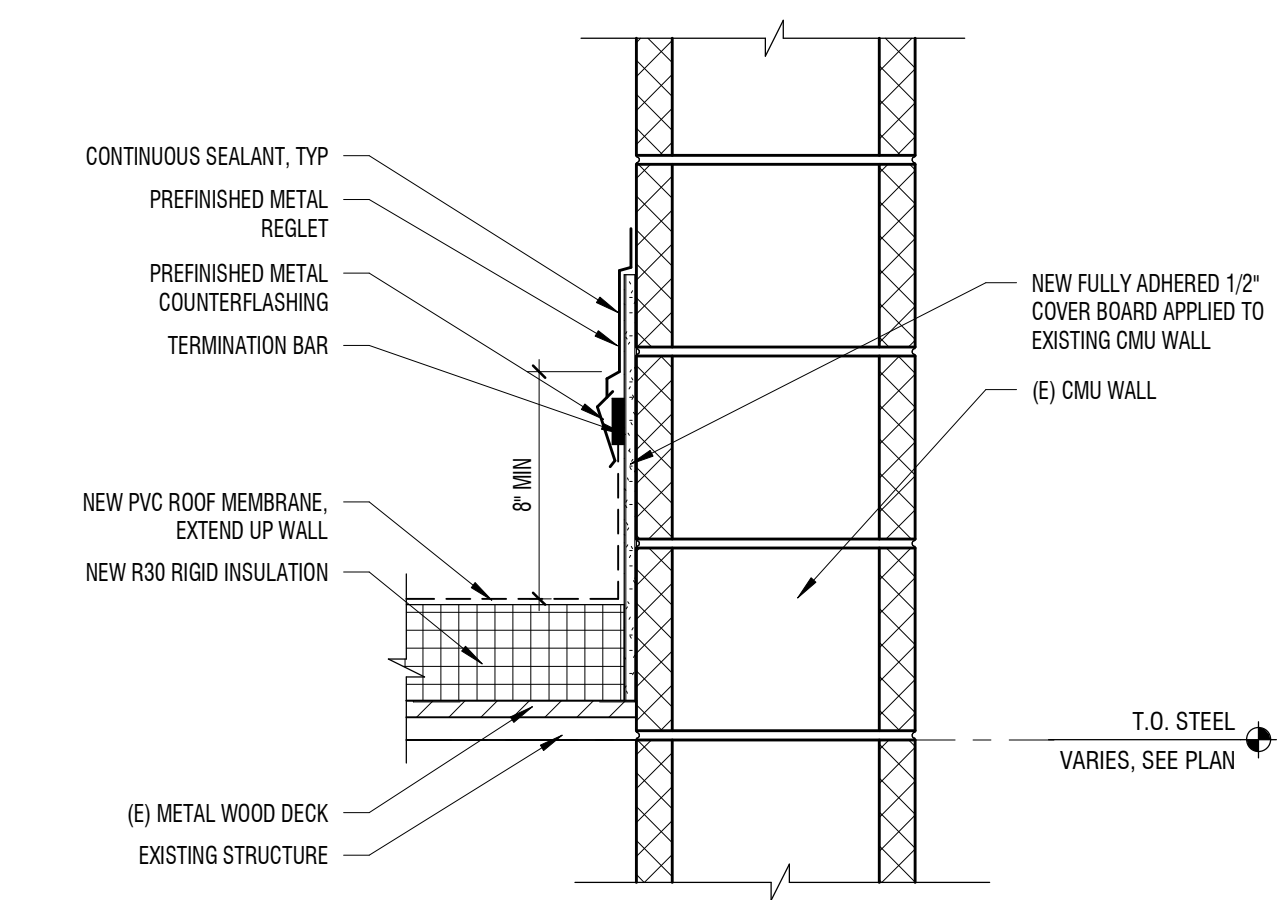 CONTINUOUS SEALANT, TYP
PREFINISHED METAL
REGLET
PREFINISHED METAL
COUNTERFLASHING
TERMINATION BAR
8" MIN
NEW PVC ROOF MEMBRANE,
EXTEND UP WALL
NEW R30 RIGID INSULATION
(E) METAL WOOD DECK
EXISTING STRUCTURE
NEW FULLY ADHERED 1/2"
COVER BOARD APPLIED TO
EXISTING CMU WALL
(E) CMU WALL
T.O. STEEL
VARIES, SEE PLAN